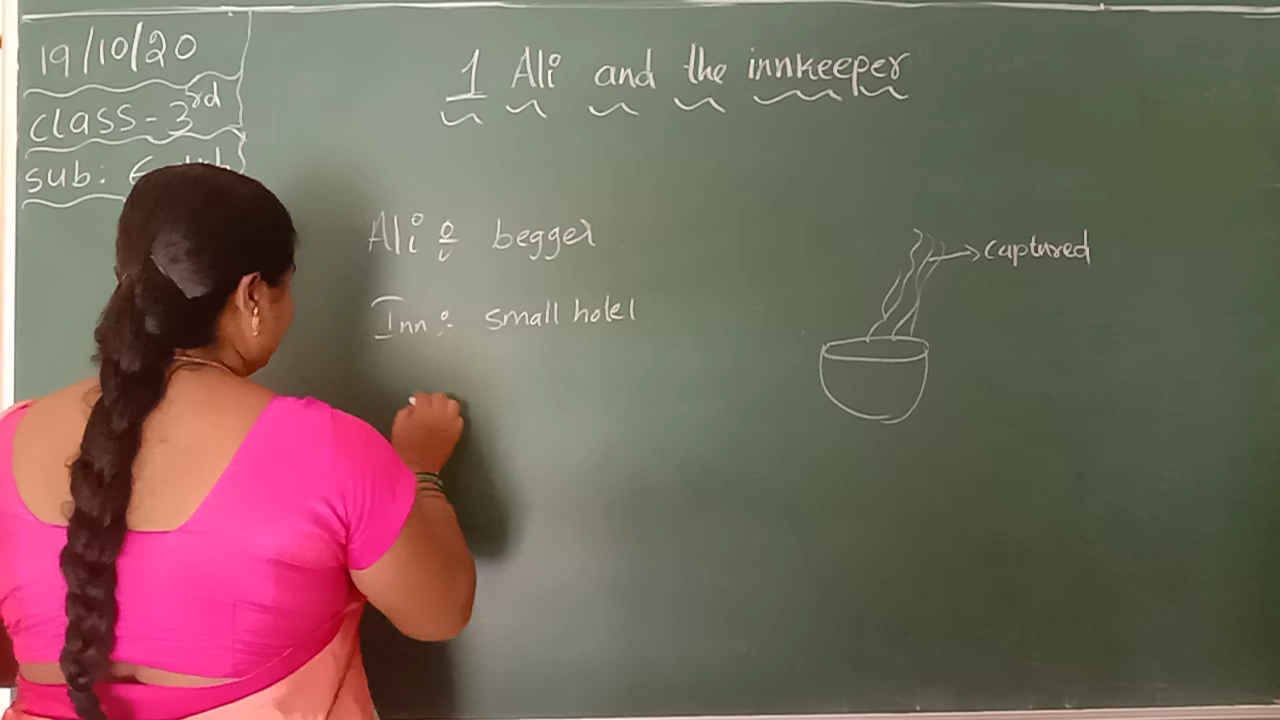 19/10/20
class-3rd
sub:
1 Ali and the innkeeper
Ali : begger
Inn :- small hotel
captured